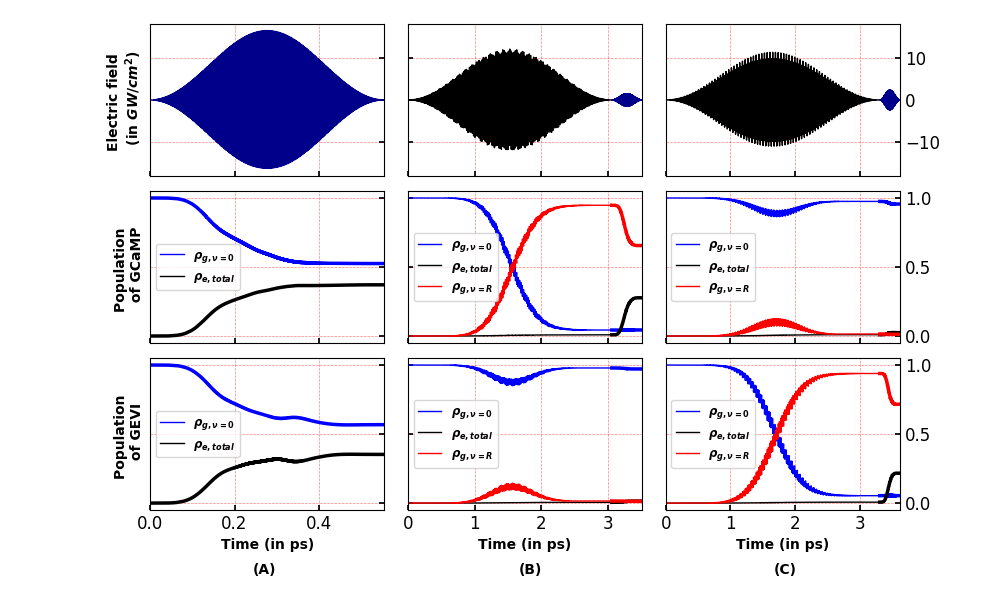 Electric field
(in GW/cm²)
10
0
−10
Population
of GCaMP
ρg,ν=0
ρe,total
ρg,ν=0
ρe,total
ρg,ν=R
ρg,ν=0
ρe,total
ρg,ν=R
1.0
0.5
0.0
Population
of GEVI
ρg,ν=0
ρe,total
ρg,ν=0
ρe,total
ρg,ν=R
ρg,ν=0
ρe,total
ρg,ν=R
1.0
0.5
0.0
0.0 0.2 0.4 0 1 2 3 0 1 2 3
Time (in ps) Time (in ps) Time (in ps)
(A) (B) (C)